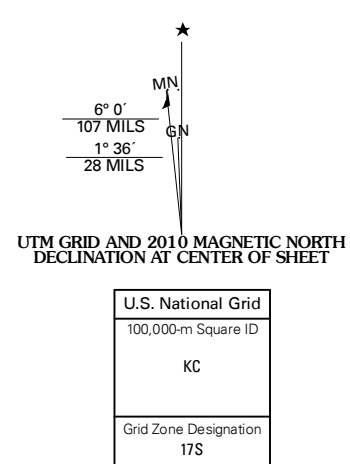 MN
6° 0´
107 MILS
GN
1° 36´
28 MILS
UTM GRID AND 2010 MAGNETIC NORTH
DECLINATION AT CENTER OF SHEET
U.S. National Grid
100,000-m Square ID
KC
Grid Zone Designation
17S